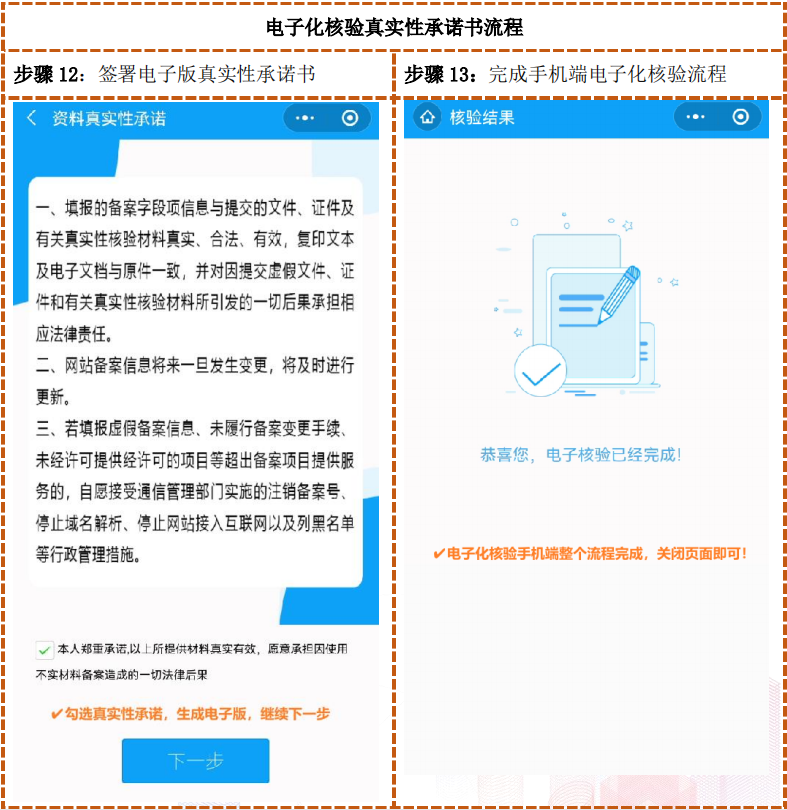 电子化核验真实性承诺书流程
步骤 12：签署电子版真实性承诺书
步骤 13：完成手机端电子化核验流程
资料真实性承诺
一、填报的备案字段项信息与提交的文件、证件及
有关真实性核验材料真实、合法、有效，复印文本
及电子文档与原件一致，并对因提交虚假文件、证
件和有关真实性核验材料所引发的一切后果承担相
应法律责任。
二、网站备案信息将来一旦发生变更，将及时进行
更新。
三、若填报虚假备案信息、未履行备案变更手续、
未经许可提供经许可的项目等超出备案项目提供服
务的，自愿接受通信管理部门实施的注销备案号、
停止域名解析、停止网站接入互联网以及列黑名单
等行政管理措施。
本人郑重承诺,以上所提供材料真实有效，愿意承担因使用
不实材料备案造成的一切法律后果
✔勾选真实性承诺，生成电子版，继续下一步
下一步
核验结果
恭喜您，电子核验已经完成！
✔电子化核验手机端整个流程完成，关闭页面即可！